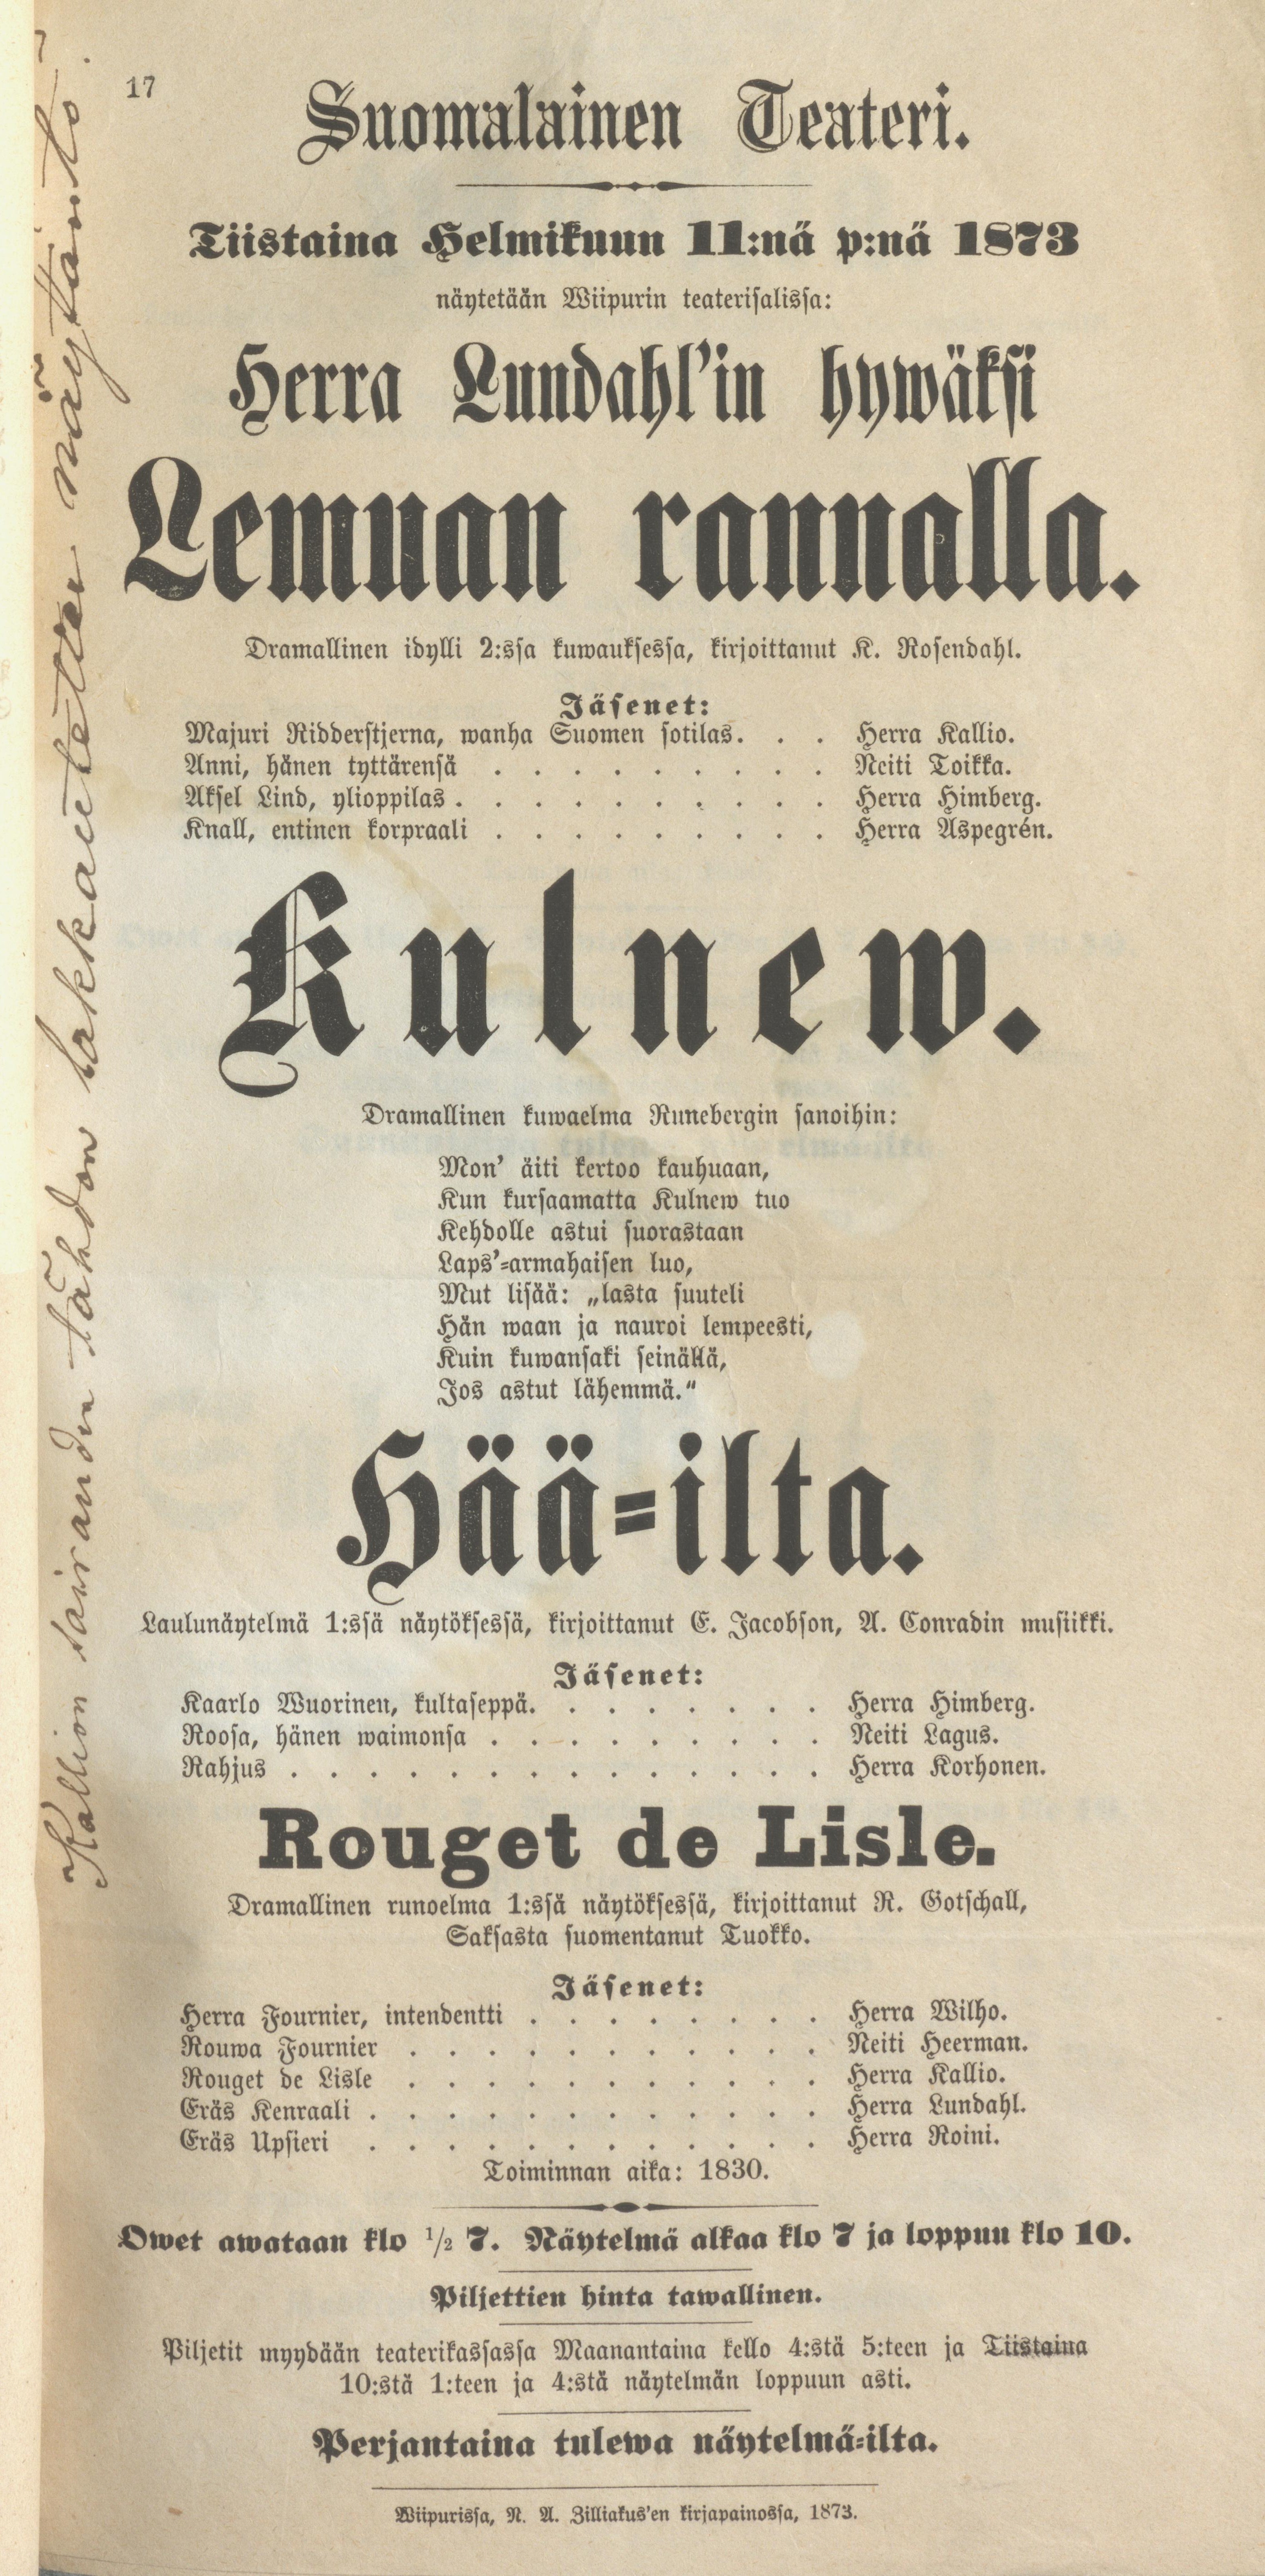 17
Suomalainen Teateri.
Tiistaina Helmikuun 11:nä p:nä 1873
näytetään Wiipurin teaterisalissa:
Herra Lundahl'in hywäksi
Lemuan rannalla.
Dramallinen idylli 2:ssa kuwauksessa, kirjoittanut K. Rosendahl.
Jäsenet:
Majuri Ridderstjerna, wanha Suomen sotilas. . . Herra Kallio.
Anni, hänen tyttärensä . . . . . . . . . Neiti Toikka.
Aksel Lind, ylioppilas . . . . . . . . . . Herra Himberg.
Knall, entinen korpraali . . . . . . . . . Herra Aspegrén.
Kulnew.
Dramallinen kuwaelma Runebergin sanoihin:
Mon' äiti kertoo kauhuaan,
Kun kursaamatta Kulnew tuo
Kehdolle astui suorastaan
Laps'-armahaisen luo,
Mut lisää: „lasta suuteli
Hän waan ja nauroi lempeesti,
Kuin kuwansaki seinällä,
Jos astut lähemmä.“
Hää-ilta.
Laulunäytelmä 1:ssä näytöksessä, kirjoittanut E. Jacobson, A. Conradin musiikki.
Jäsenet:
Kaarlo Wuorinen, kultaseppä. . . . . . . . Herra Himberg.
Roosa, hänen waimonsa . . . . . . . . . Neiti Lagus.
Rahjus . . . . . . . . . . . . . . Herra Korhonen.
Rouget de Lisle.
Dramallinen runoelma 1:ssä näytöksessä, kirjoittanut R. Gotschall,
Saksasta suomentanut Tuokko.
Jäsenet:
Herra Fournier, intendentti . . . . . . . . Herra Wilho.
Rouwa Fournier . . . . . . . . . . . Neiti Heerman.
Rouget de Lisle . . . . . . . . . . . Herra Kallio.
Eräs Kenraali . . . . . . . . . . . . Herra Lundahl.
Eräs Upsieri . . . . . . . . . . . . Herra Roini.
Toiminnan aika: 1830.
Owet awataan klo 1/2 7. Näytelmä alkaa klo 7 ja loppuu klo 10.
Piljettien hinta tawallinen.
Piljetit myydään teaterikassassa Maanantaina kello 4:stä 5:teen ja Tiistaina
10:stä 1:teen ja 4:stä näytelmän loppuun asti.
Perjantaina tulewa näytelmä-ilta.
Wiipurissa, N. A. Zilliakus'en kirjapainossa, 1873.
Kallion sairauden tähden lakkautettu näytäntö.